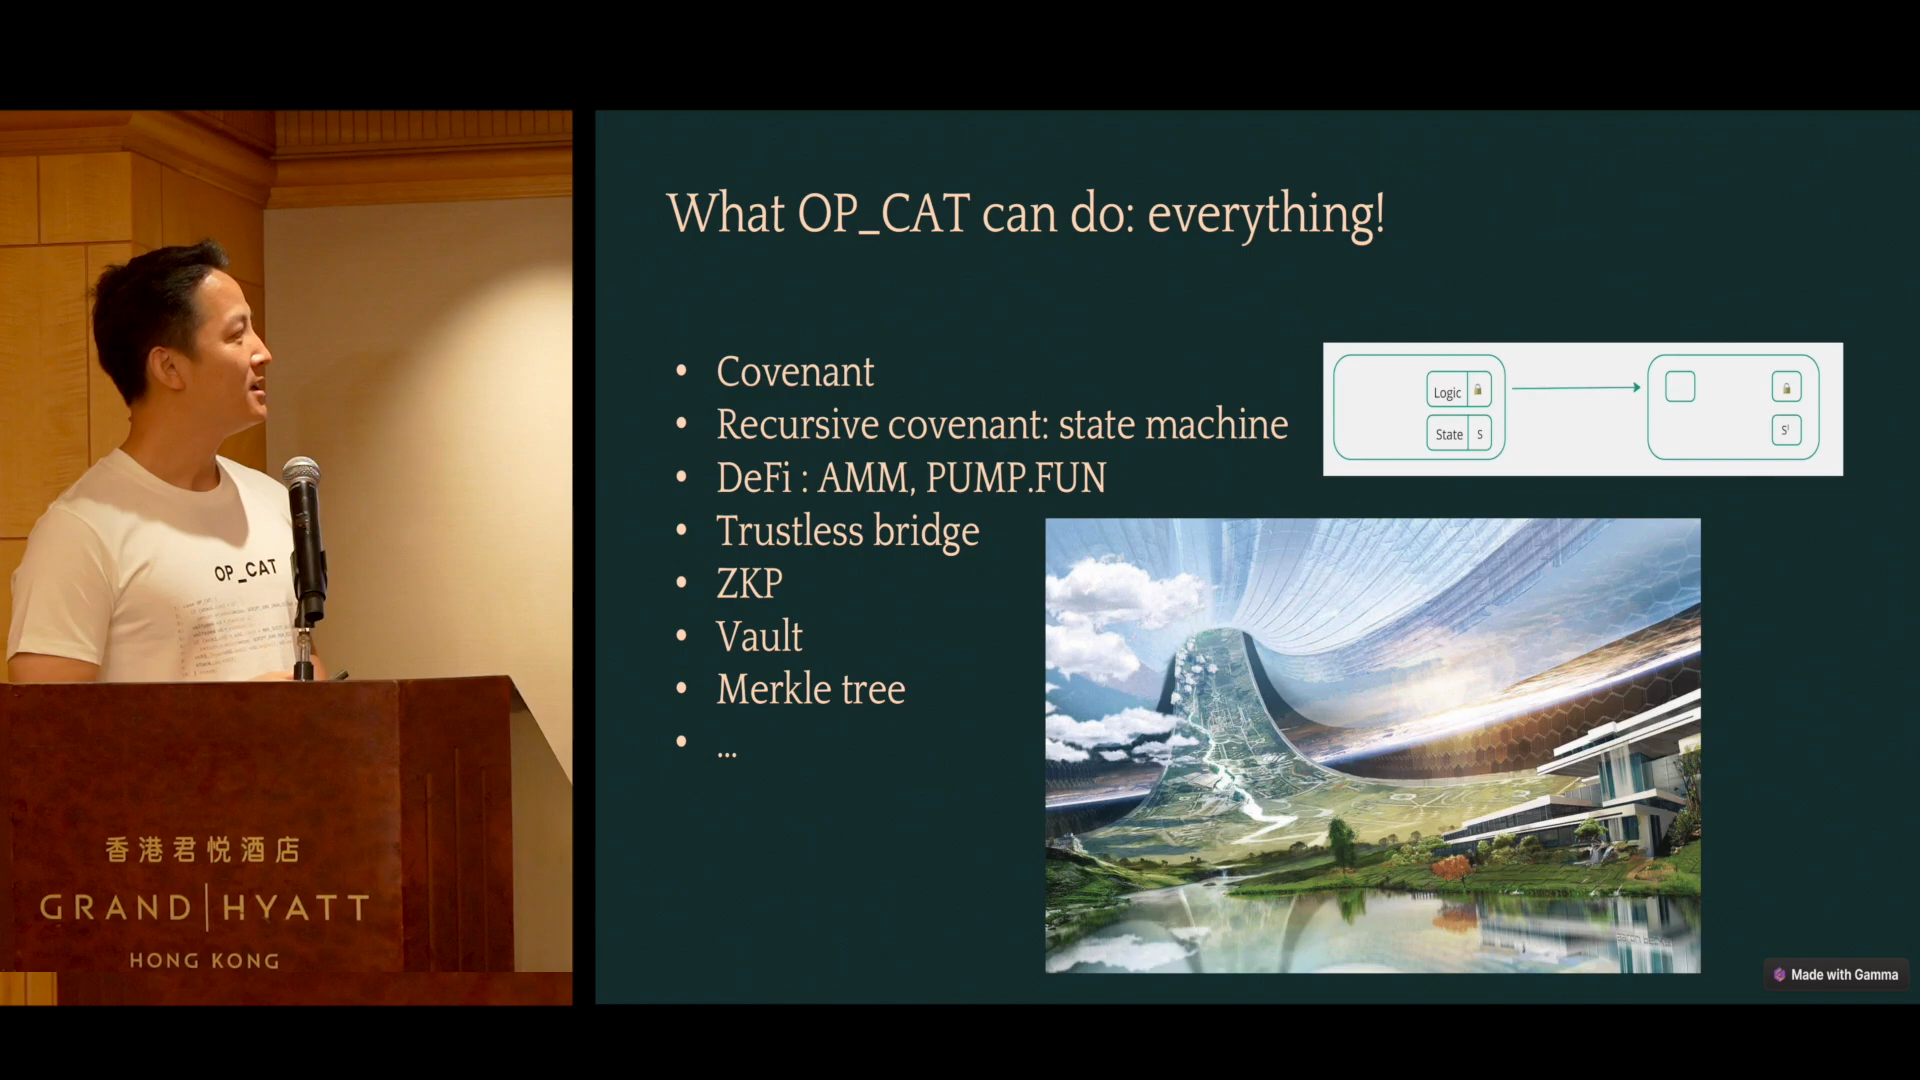 OP_CAT
香港君悦酒店
GRAND HYATT
HONG KONG
What OP_CAT can do: everything!
• Covenant
• Recursive covenant: state machine
• DeFi : AMM, PUMP.FUN
• Trustless bridge
• ZKP
• Vault
• Merkle tree
• ...
Logic
State S
S'
Made with Gamma